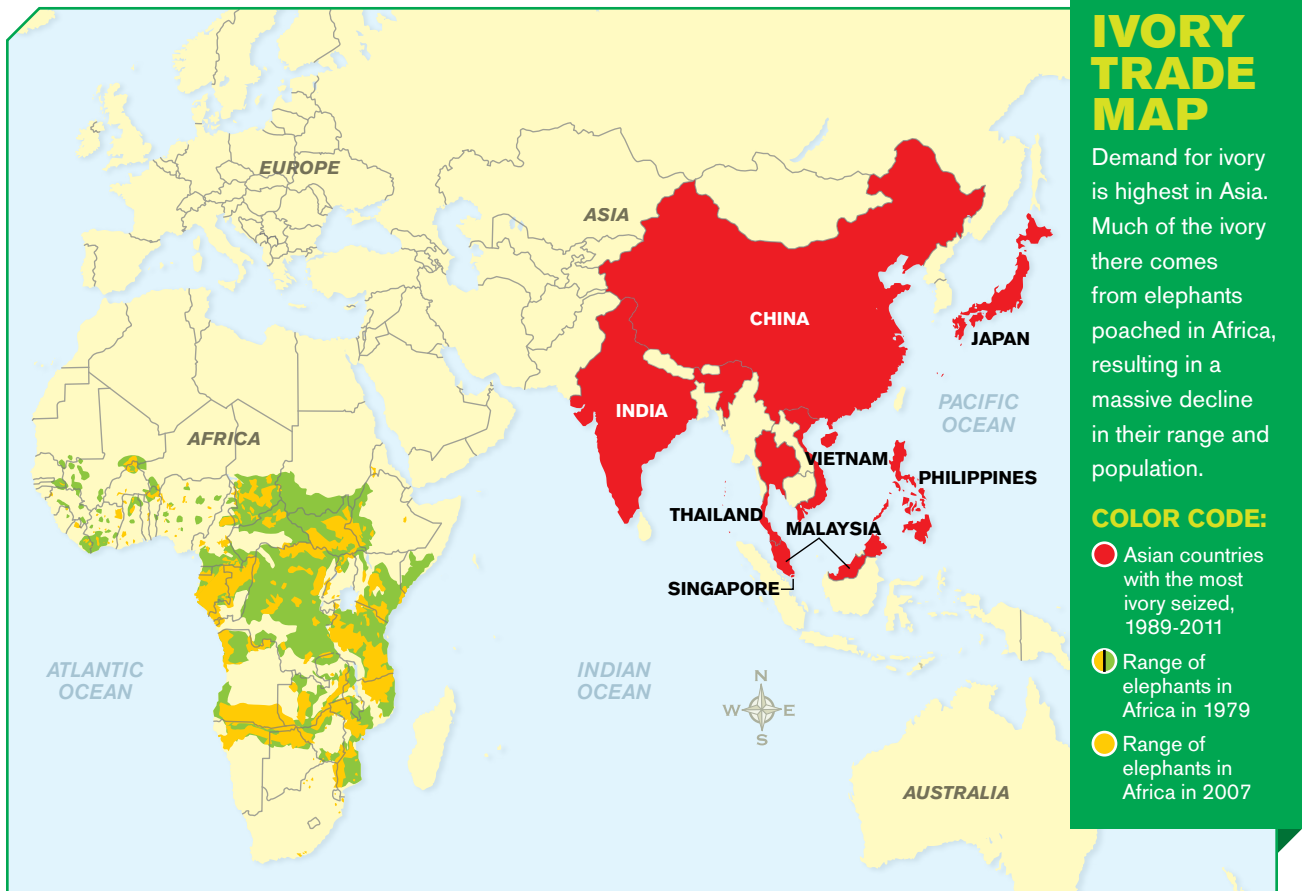 IVORY
TRADE
MAP
Demand for ivory
is highest in Asia.
Much of the ivory
there comes
from elephants
poached in Africa,
resulting in a
massive decline
in their range and
population.
COLOR CODE:
Asian countries
with the most
ivory seized,
1989-2011
Range of
elephants in
Africa in 1979
Range of
elephants in
Africa in 2007
EUROPE
ASIA
CHINA
JAPAN
INDIA
PACIFIC
OCEAN
AFRICA
VIETNAM
PHILIPPINES
THAILAND
MALAYSIA
SINGAPORE
ATLANTIC
OCEAN
INDIAN
OCEAN
N
W E
S
AUSTRALIA